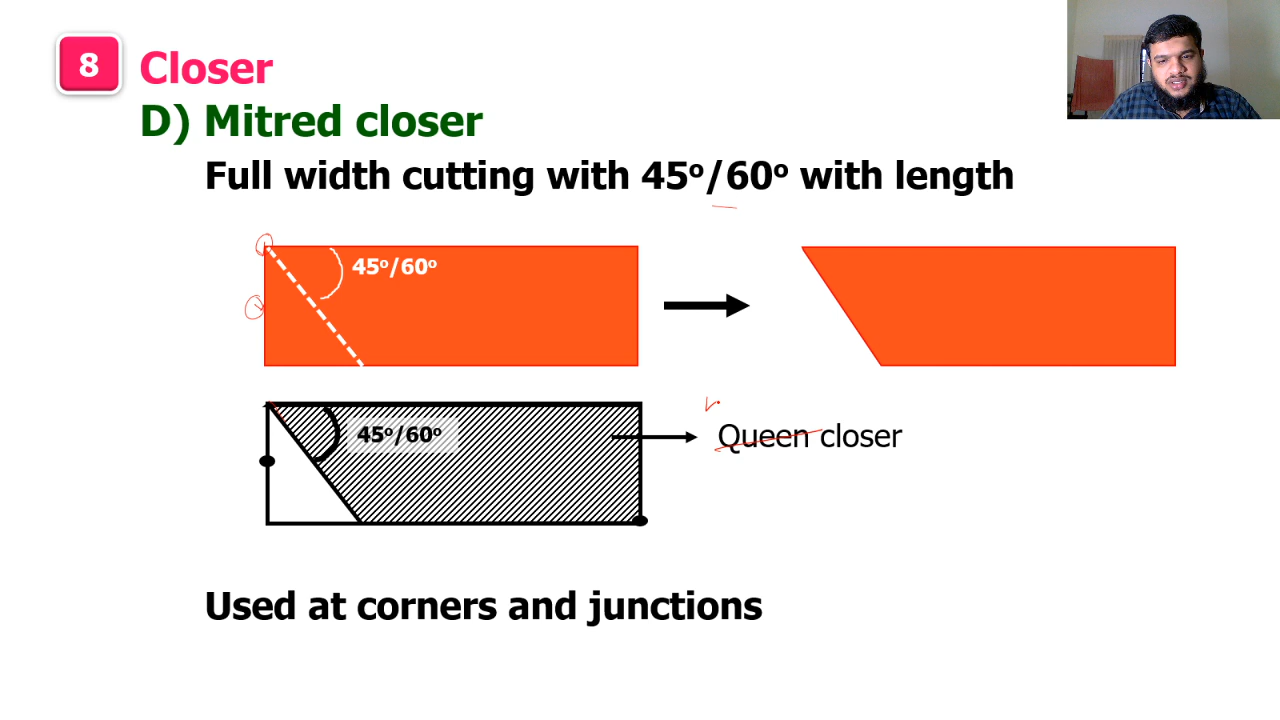 8
Closer
D) Mitred closer
Full width cutting with 45º/60º with length
45º/60º
45º/60º
Queen closer
Used at corners and junctions